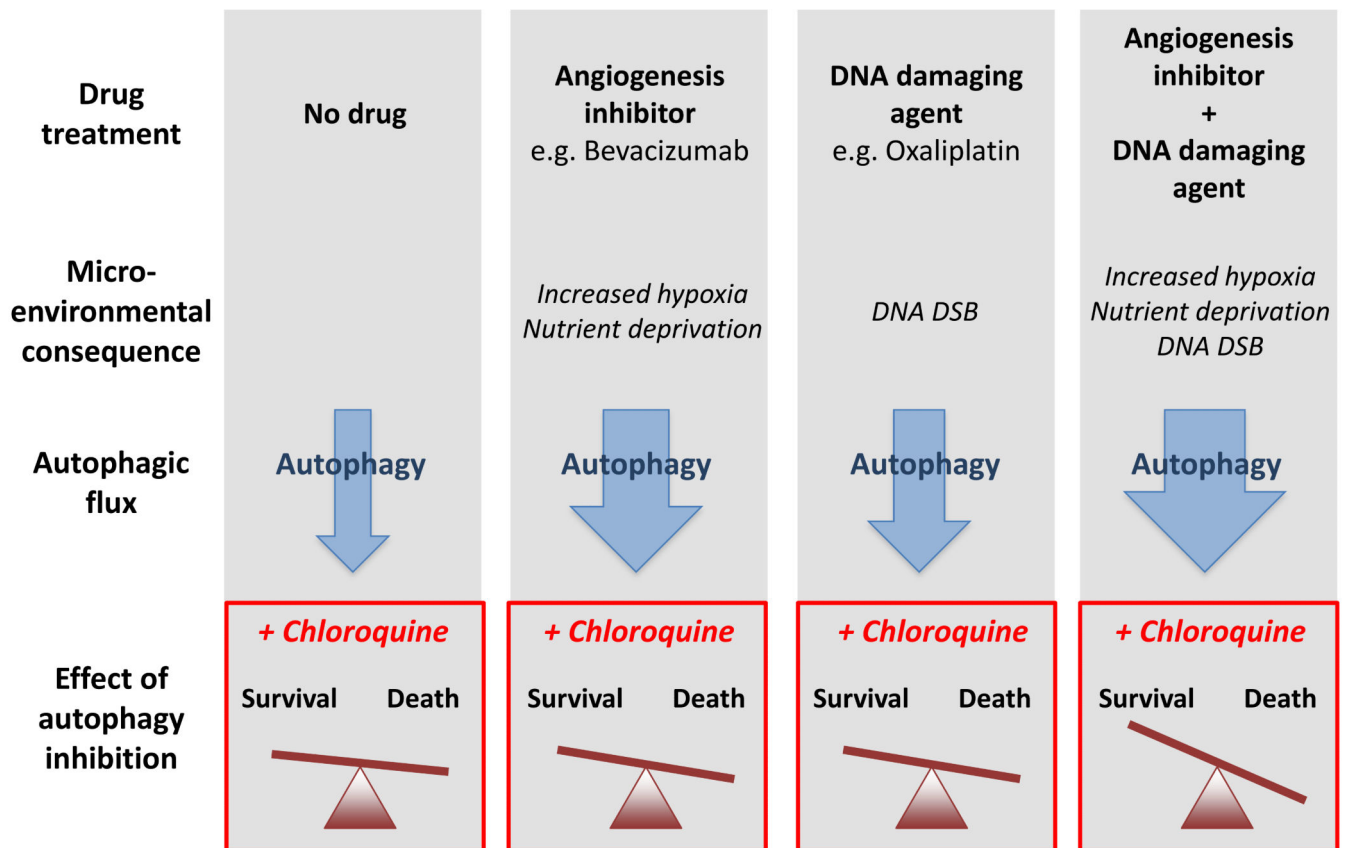 Drug
treatment
No drug
Angiogenesis
inhibitor
e.g. Bevacizumab
DNA damaging
agent
e.g. Oxaliplatin
Angiogenesis
inhibitor
+
DNA damaging
agent
Micro-
environmental
consequence
Increased hypoxia
Nutrient deprivation
DNA DSB
Increased hypoxia
Nutrient deprivation
DNA DSB
Autophagic
flux
Autophagy
Autophagy
Autophagy
Autophagy
Effect of
autophagy
inhibition
+ Chloroquine
Survival Death
+ Chloroquine
Survival Death
+ Chloroquine
Survival Death
+ Chloroquine
Survival Death